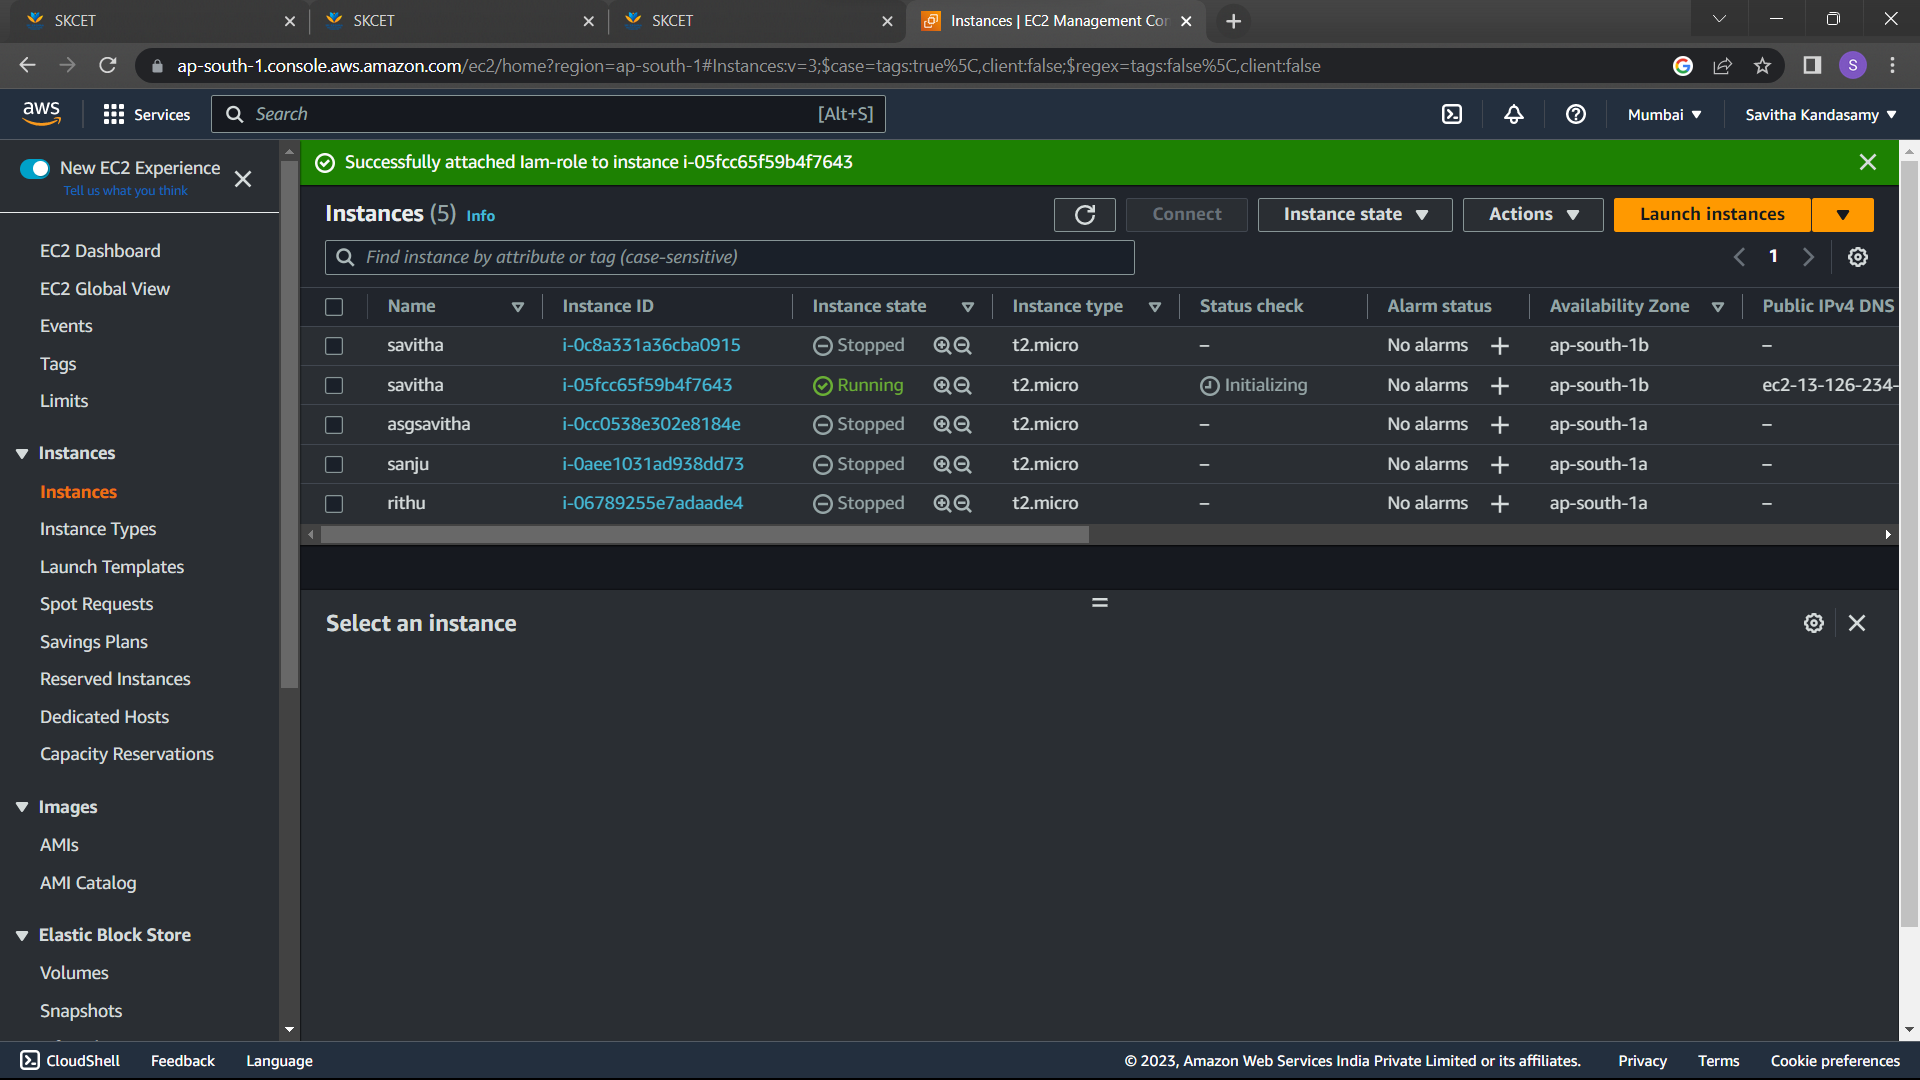 SKCET
SKCET
SKCET
Instances | EC2 Management Cor
ap-south-1.console.aws.amazon.com/ec2/home?region=ap-south-1#Instances:v=3;$case=tags:true%5C,client:false;$regex=tags:false%5C,client:false
S
aws
Services
Search
[Alt+S]
Mumbai
Savitha Kandasamy
New EC2 Experience
Tell us what you think
EC2 Dashboard
EC2 Global View
Events
Tags
Limits
Instances
Instances
Instance Types
Launch Templates
Spot Requests
Savings Plans
Reserved Instances
Dedicated Hosts
Capacity Reservations
Images
AMIs
AMI Catalog
Elastic Block Store
Volumes
Snapshots
Successfully attached Iam-role to instance i-05fcc65f59b4f7643
Instances (5) Info
Connect
Instance state
Actions
Launch instances
Find instance by attribute or tag (case-sensitive)
1
Name Instance ID Instance state Instance type Status check Alarm status Availability Zone Public IPv4 DNS
savitha i-0c8a331a36cba0915 Stopped t2.micro – No alarms + ap-south-1b –
savitha i-05fcc65f59b4f7643 Running t2.micro Initializing No alarms + ap-south-1b ec2-13-126-234-
asgsavitha i-0cc0538e302e8184e Stopped t2.micro – No alarms + ap-south-1a –
sanju i-0aee1031ad938dd73 Stopped t2.micro – No alarms + ap-south-1a –
rithu i-06789255e7adaade4 Stopped t2.micro – No alarms + ap-south-1a –
Select an instance
CloudShell Feedback Language © 2023, Amazon Web Services India Private Limited or its affiliates. Privacy Terms Cookie preferences